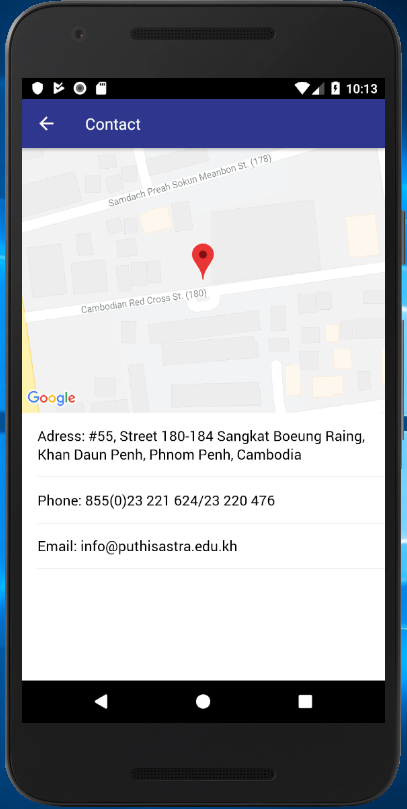 10:13
Contact
Samdach Preah Sokun Meanbon St. (178)
Cambodian Red Cross St. (180)
Google
Adress: #55, Street 180-184 Sangkat Boeung Raing,
Khan Daun Penh, Phnom Penh, Cambodia
Phone: 855(0)23 221 624/23 220 476
Email: info@puthisastra.edu.kh